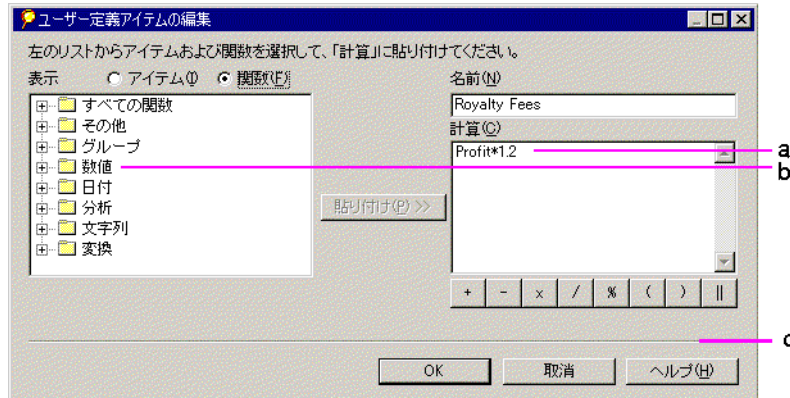 ユーザー定義アイテムの編集
左のリストからアイテムおよび関数を選択して、「計算」に貼り付けてください。
表示 アイテム(I) 関数(F)
すべての関数
その他
グループ
数値
日付
分析
文字列
変換
貼り付け(P) >>
名前(N)
Royalty Fees
計算(C)
Profit*1.2
+ - x / % ( ) ||
a
b
c
OK 取消 ヘルプ(H)